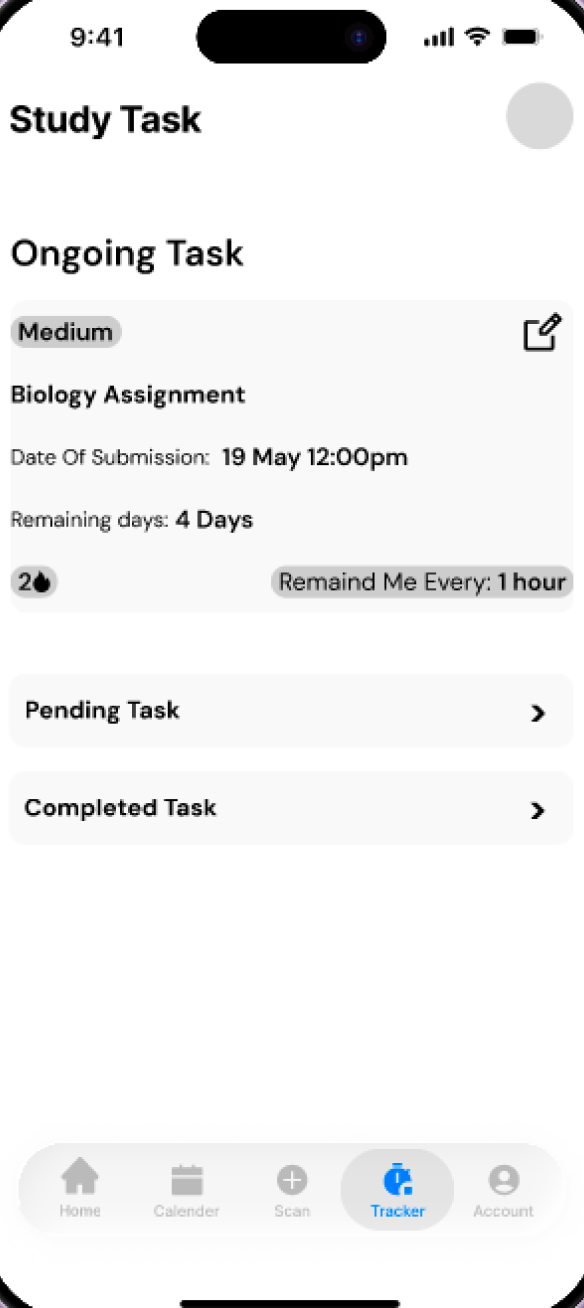 9:41
Study Task
Ongoing Task
Medium
Biology Assignment
Date Of Submission: 19 May 12:00pm
Remaining days: 4 Days
2
Remaind Me Every: 1 hour
Pending Task
Completed Task
Home Calender Scan Tracker Account